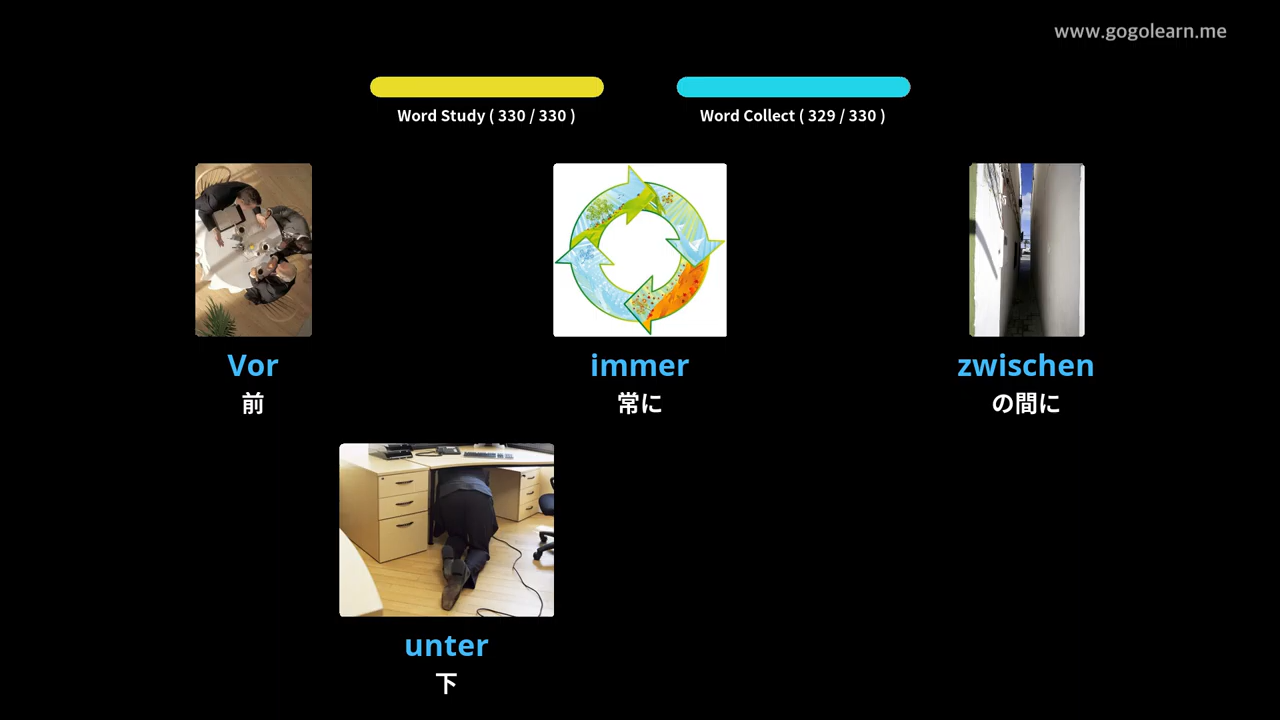 www.gogolearn.me
Word Study ( 330 / 330 )
Word Collect ( 329 / 330 )
Vor
前
immer
常に
zwischen
の間に
unter
下